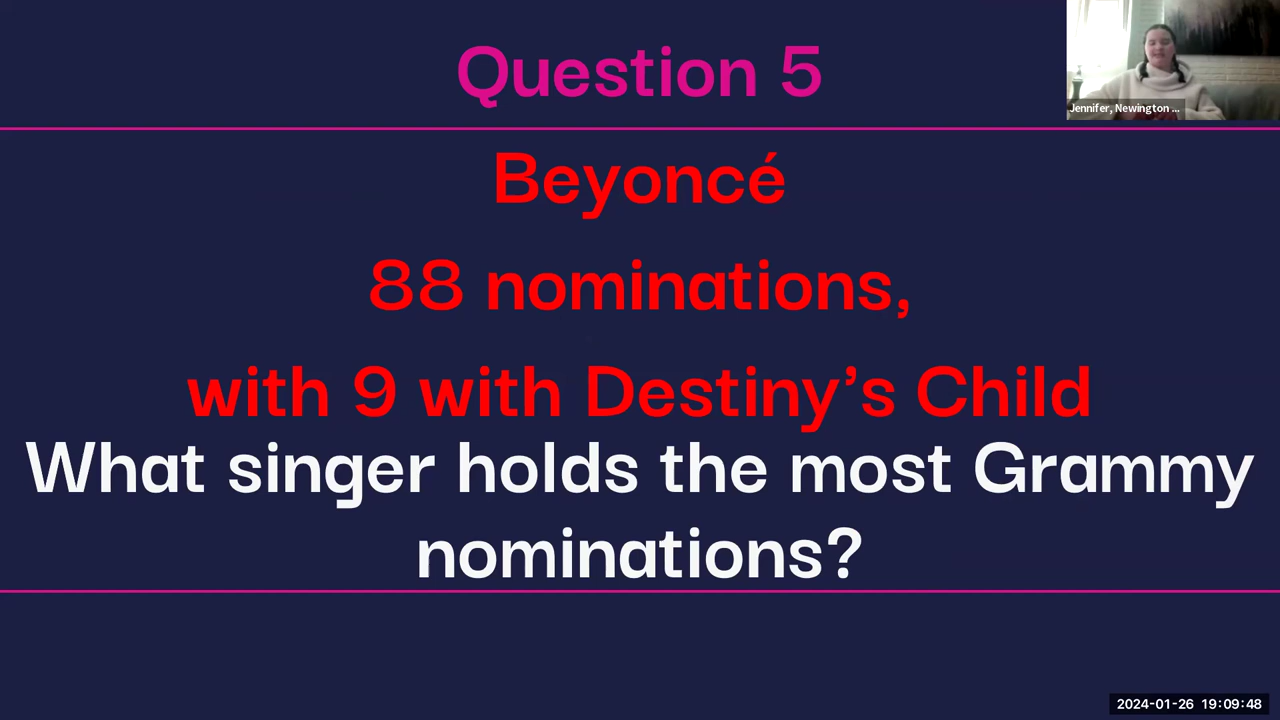 Question 5
Jennifer, Newington ...
Beyoncé
88 nominations,
with 9 with Destiny’s Child
What singer holds the most Grammy
nominations?
2024-01-26 19:09:48